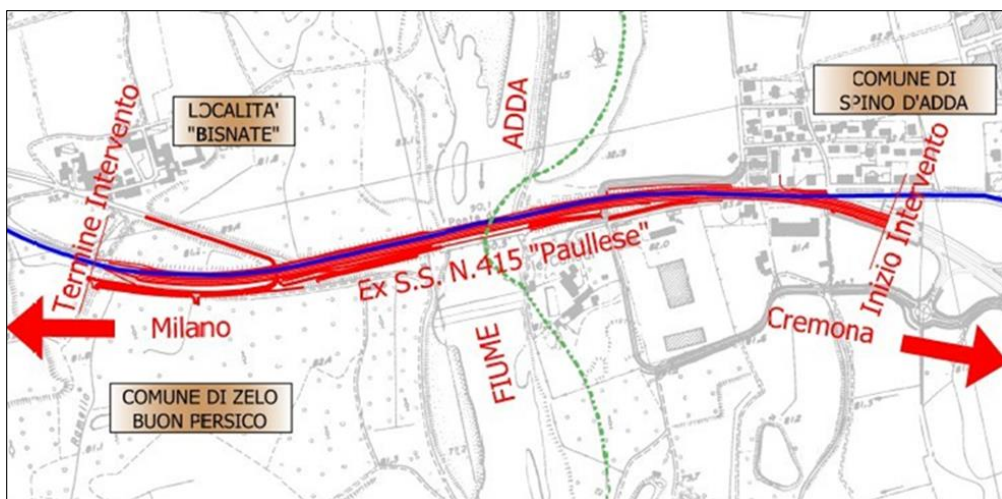 LOCALITA'
"BISNATE"
Termine Intervento
ADDA
COMUNE DI
SPINO D'ADDA
Inizio Intervento
Ponte
Ex S.S. N.415 "Paullese"
Milano
FIUME
Cremona
COMUNE DI ZELO
BUON PERSICO